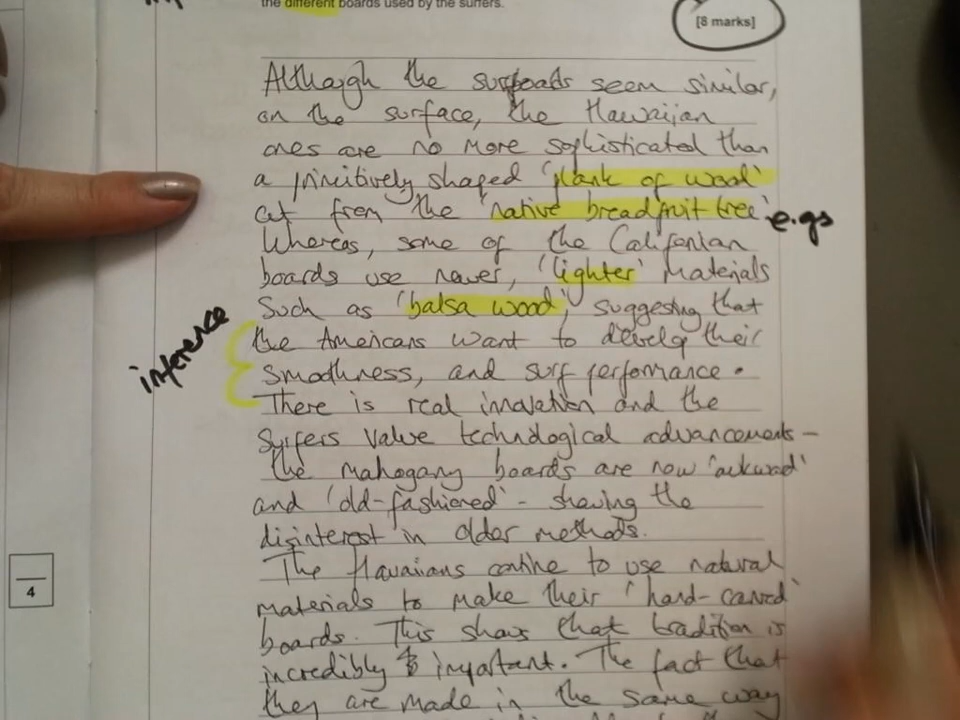 the different boards used by the surfers.
[8 marks]
Although the surfboads seem similar,
on the surface, the Hawaiian
ones are no more sophisticated than
a primitively shaped 'plank of wood'
cut from the 'native breadfruit tree'
e.gs
Whereas, some of the Californian
boards use newer, 'lighter' materials
Such as 'balsa wood', suggesting that
inference
the Americans want to develop their
smoothness, and surf performance.
There is real innovation and the
surfers value technological advancements -
the mahogany boards are now 'awkward'
and 'old-fashioned' - showing the
disinterest in older methods.
The Hawaiians continue to use natural
4
materials to make their 'hand-carved'
boards. This shows that tradition is
incredibly important. The fact that
they are made in the same way